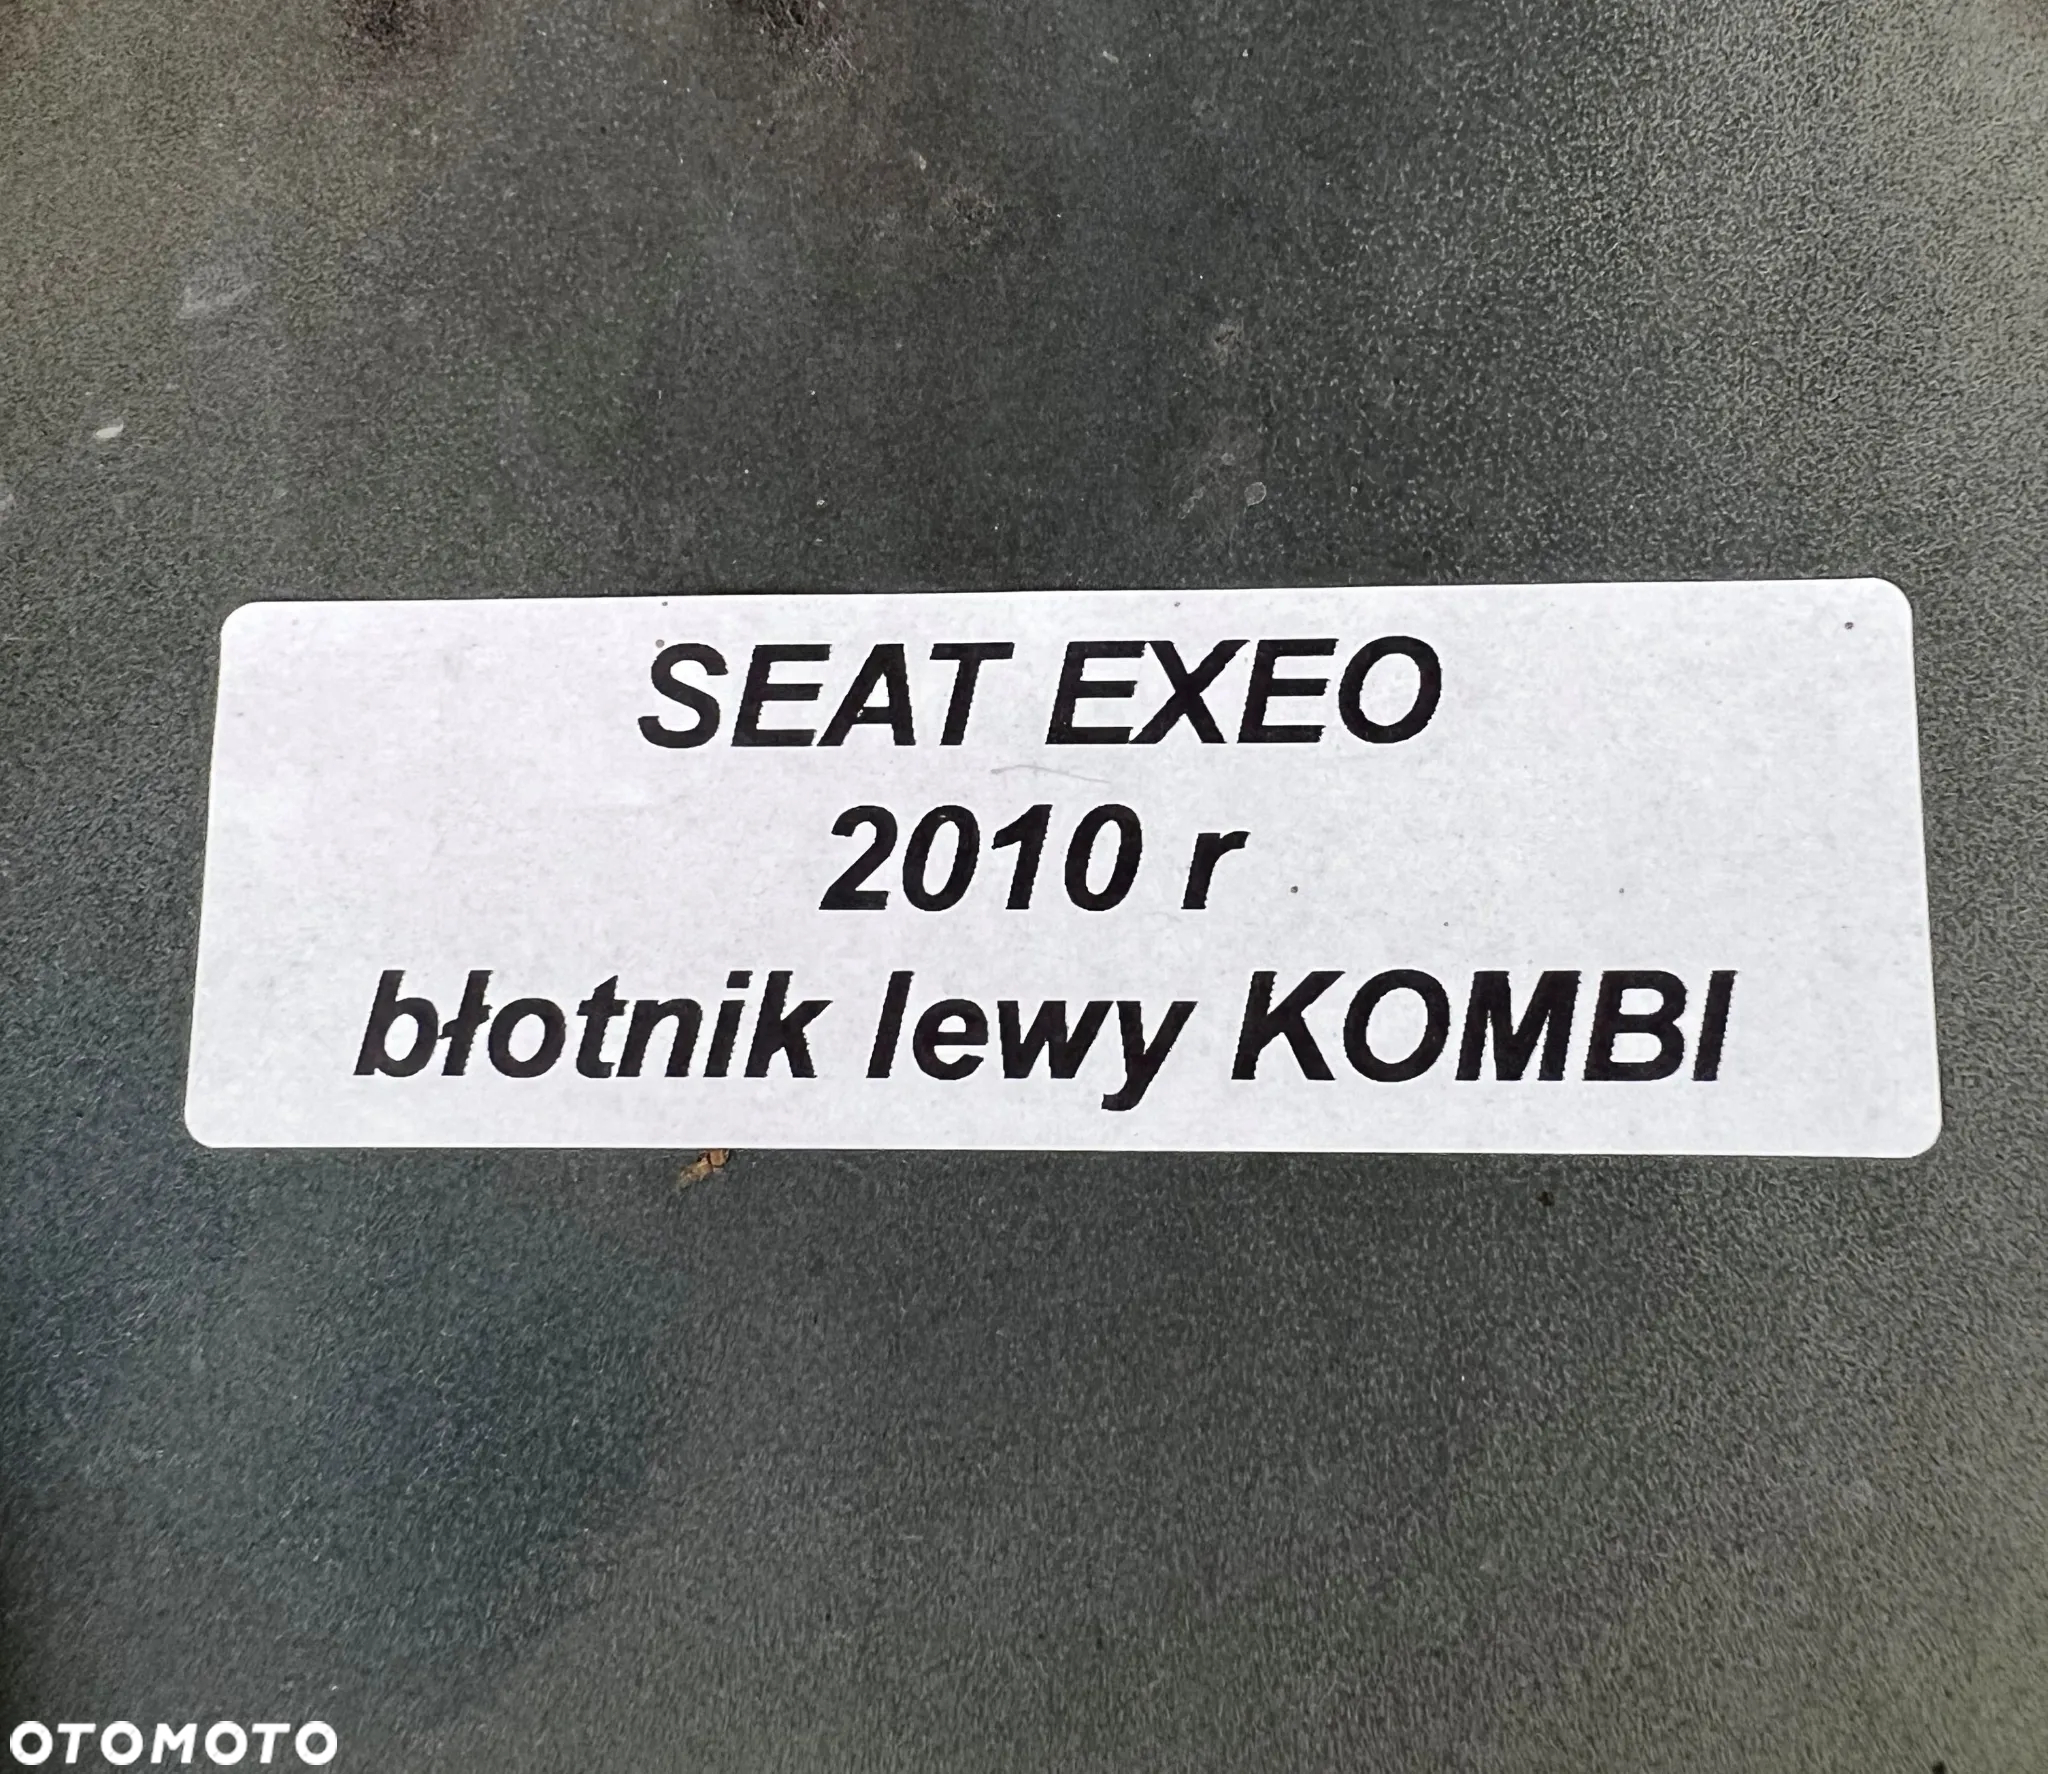 SEAT EXEO
2010 r
błotnik lewy KOMBI
OTOMOTO